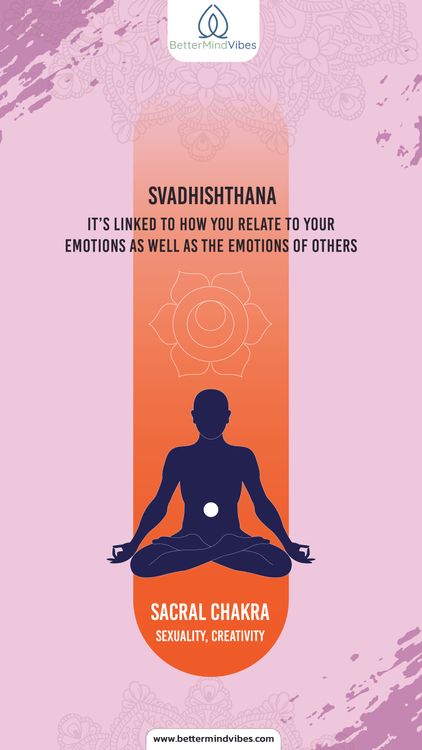 BetterMindVibes
SVADHISHTHANA
IT’S LINKED TO HOW YOU RELATE TO YOUR
EMOTIONS AS WELL AS THE EMOTIONS OF OTHERS
SACRAL CHAKRA
SEXUALITY, CREATIVITY
www.bettermindvibes.com